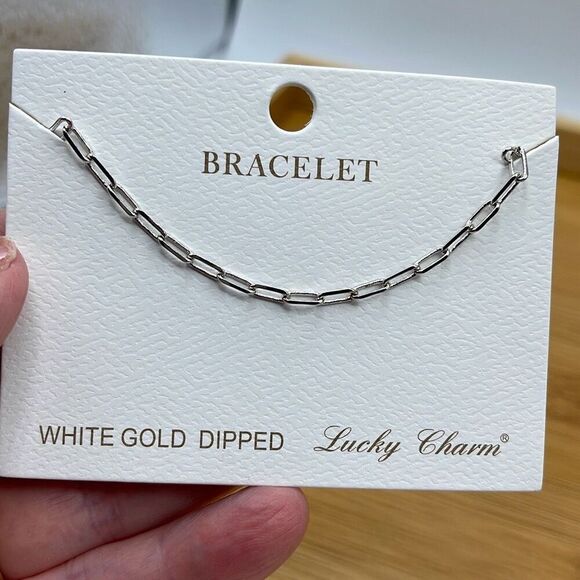 BRACELET
WHITE GOLD DIPPED Lucky Charm®